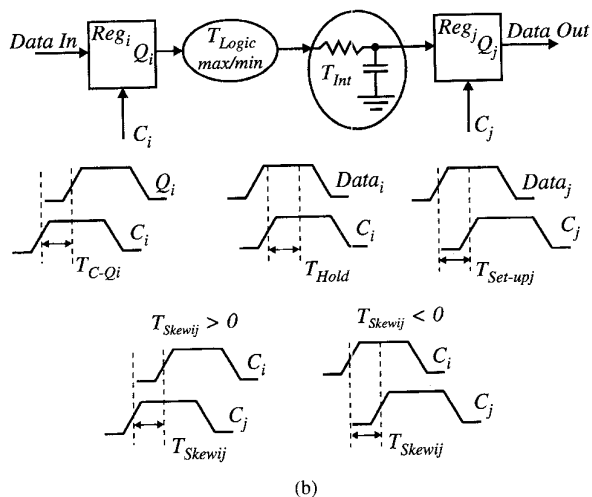 Data In
Reg_i
Q_i
C_i
T_Logic
max/min
T_Int
Reg_j
Q_j
C_j
Data Out
Q_i
C_i
T_C-Qi
Data_i
C_i
T_Hold
Data_j
C_j
T_Set-upj
T_Skewij > 0
C_i
C_j
T_Skewij
T_Skewij < 0
C_i
C_j
T_Skewij
(b)